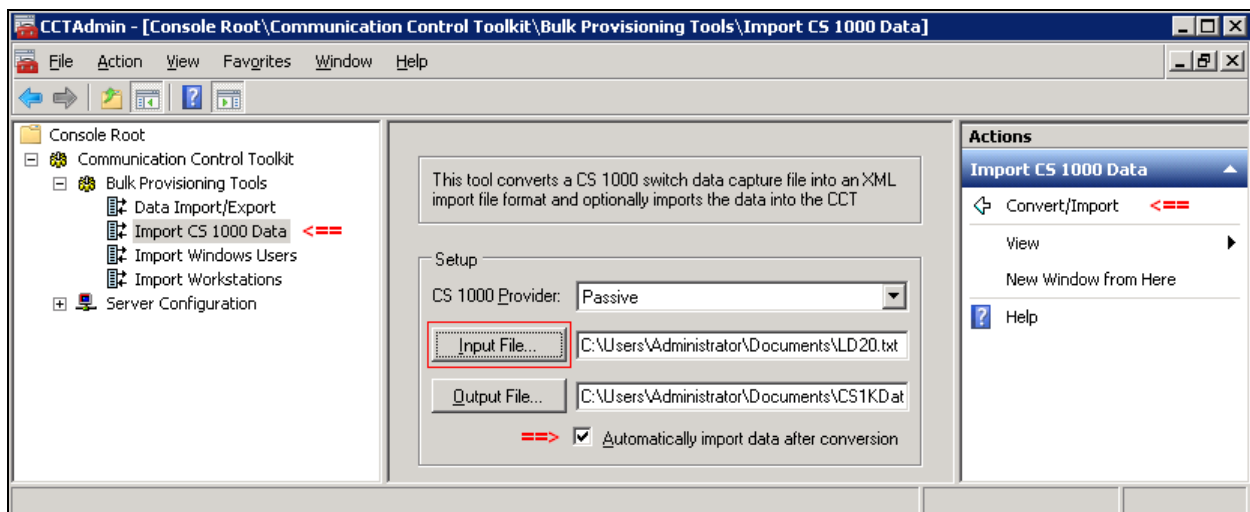 CCTAdmin - [Console Root\Communication Control Toolkit\Bulk Provisioning Tools\Import CS 1000 Data]
File Action View Favorites Window Help
Console Root
Communication Control Toolkit
Bulk Provisioning Tools
Data Import/Export
Import CS 1000 Data <==
Import Windows Users
Import Workstations
Server Configuration
This tool converts a CS 1000 switch data capture file into an XML
import file format and optionally imports the data into the CCT
Setup
CS 1000 Provider: Passive
Input File... C:\Users\Administrator\Documents\LD20.txt
Output File... C:\Users\Administrator\Documents\CS1KDat
==> Automatically import data after conversion
Actions
Import CS 1000 Data
Convert/Import <==
View
New Window from Here
Help